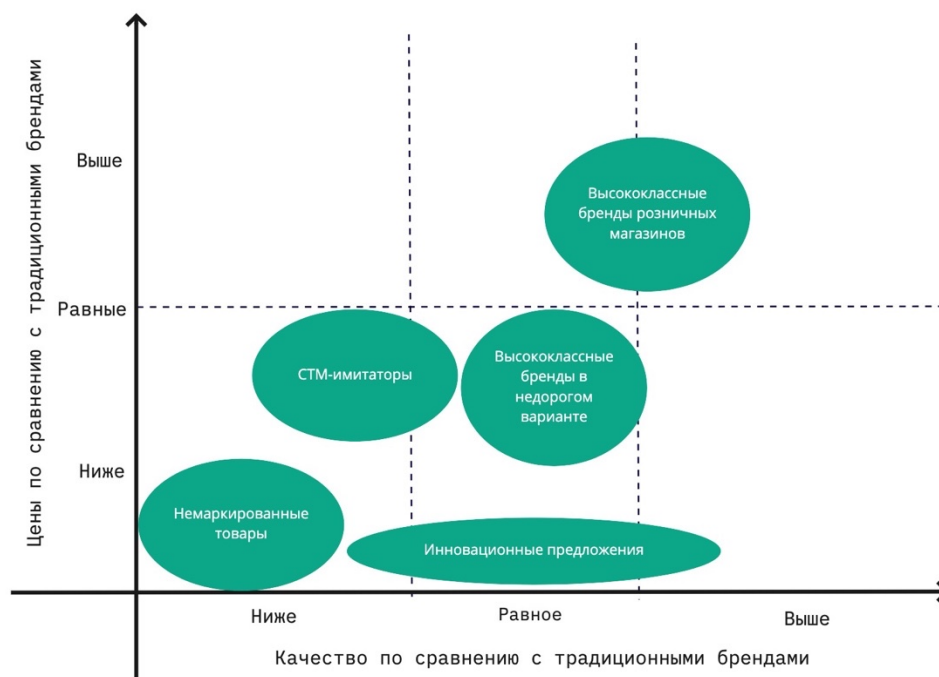 Цены по сравнению с традиционными брендами
Выше
Равные
Ниже
Высококлассные
бренды розничных
магазинов
СТМ-имитаторы
Высококлассные
бренды в
недорогом
варианте
Немаркированные
товары
Инновационные предложения
Ниже
Равное
Выше
Качество по сравнению с традиционными брендами